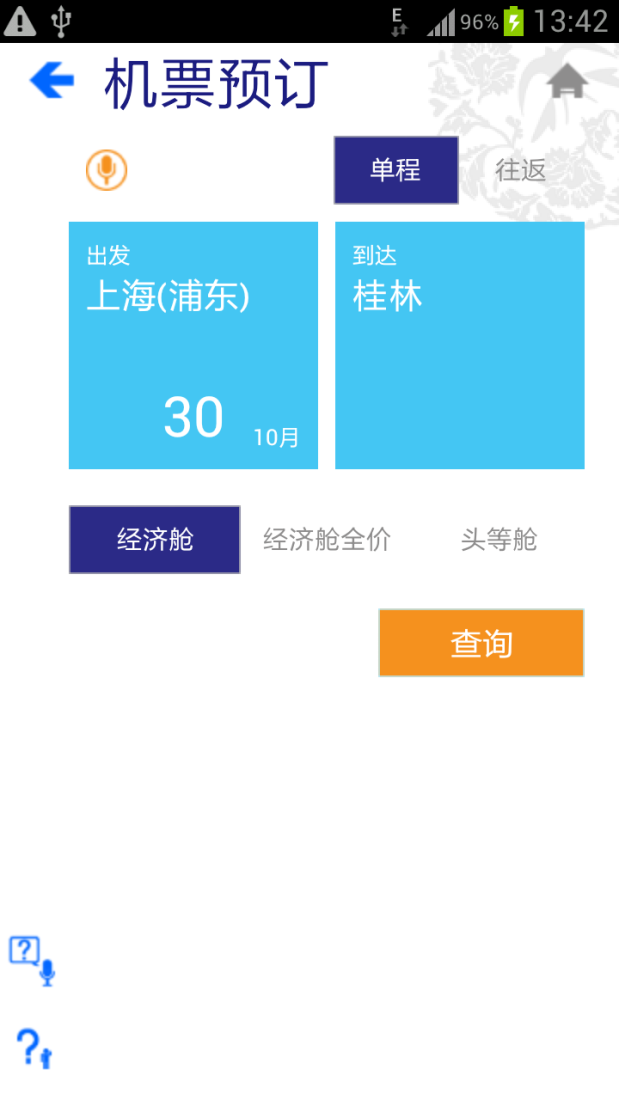 E 96% 13:42
机票预订
单程 往返
出发
上海(浦东)
30 10月
到达
桂林
经济舱 经济舱全价 头等舱
查询
?
?